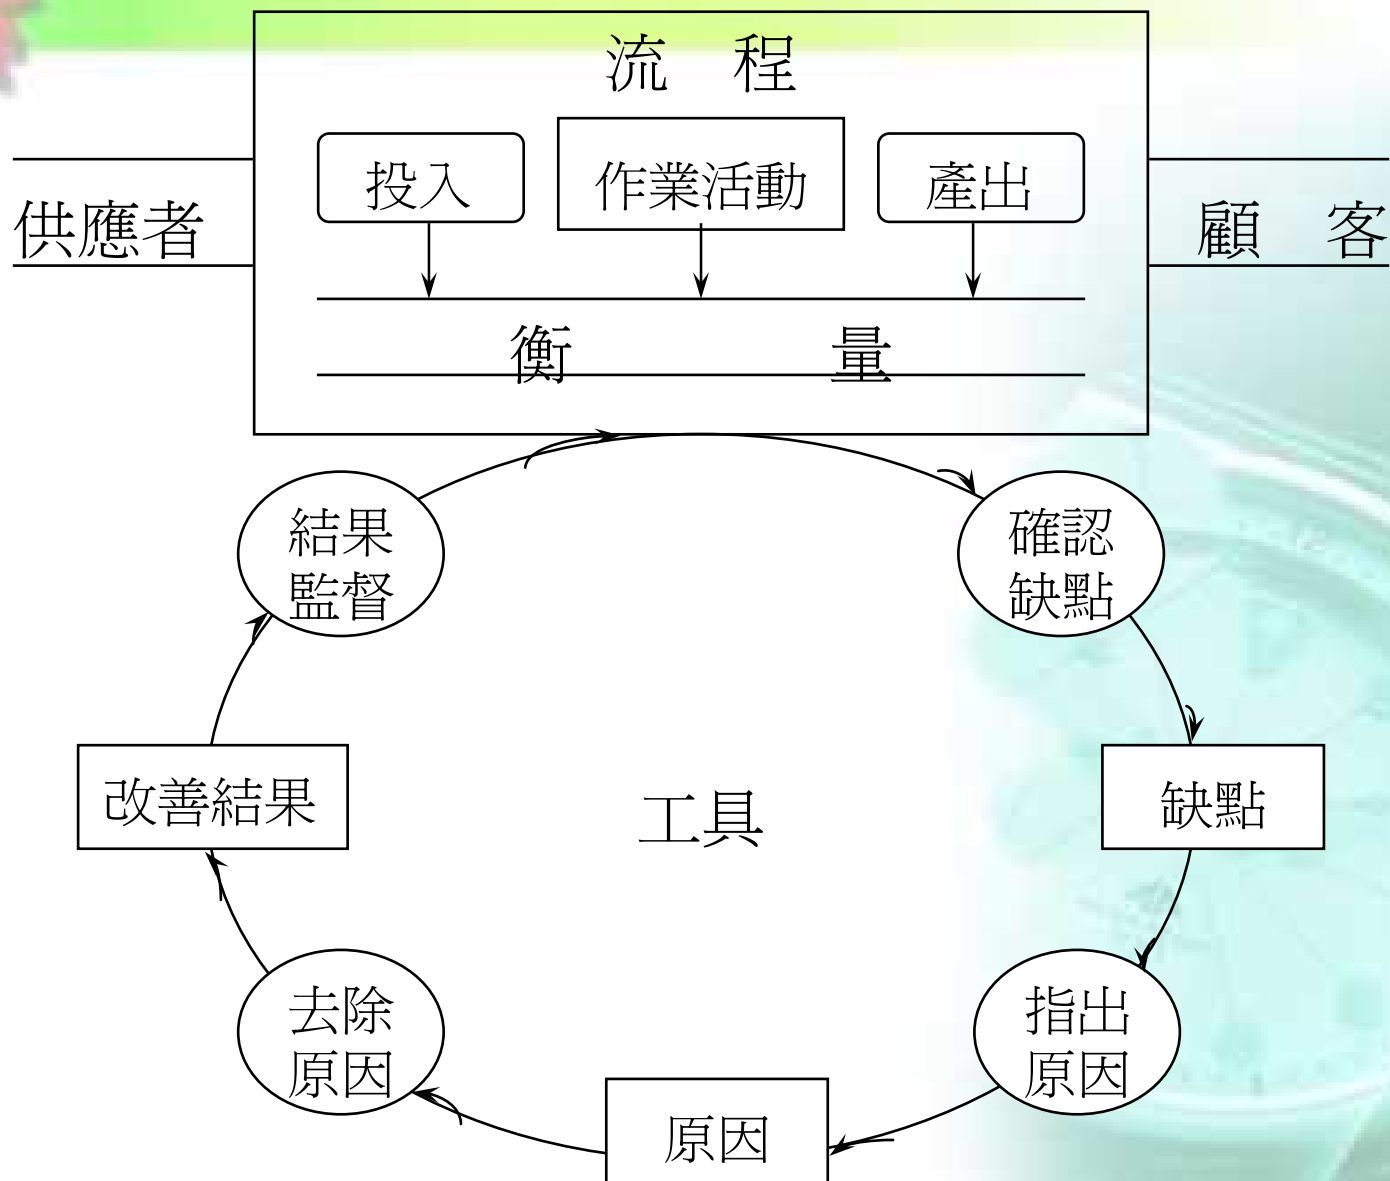 流 程
投入
作業活動
產出
供應者
顧 客
衡 量
結果
監督
確認
缺點
改善結果
工具
缺點
去除
原因
指出
原因
原因